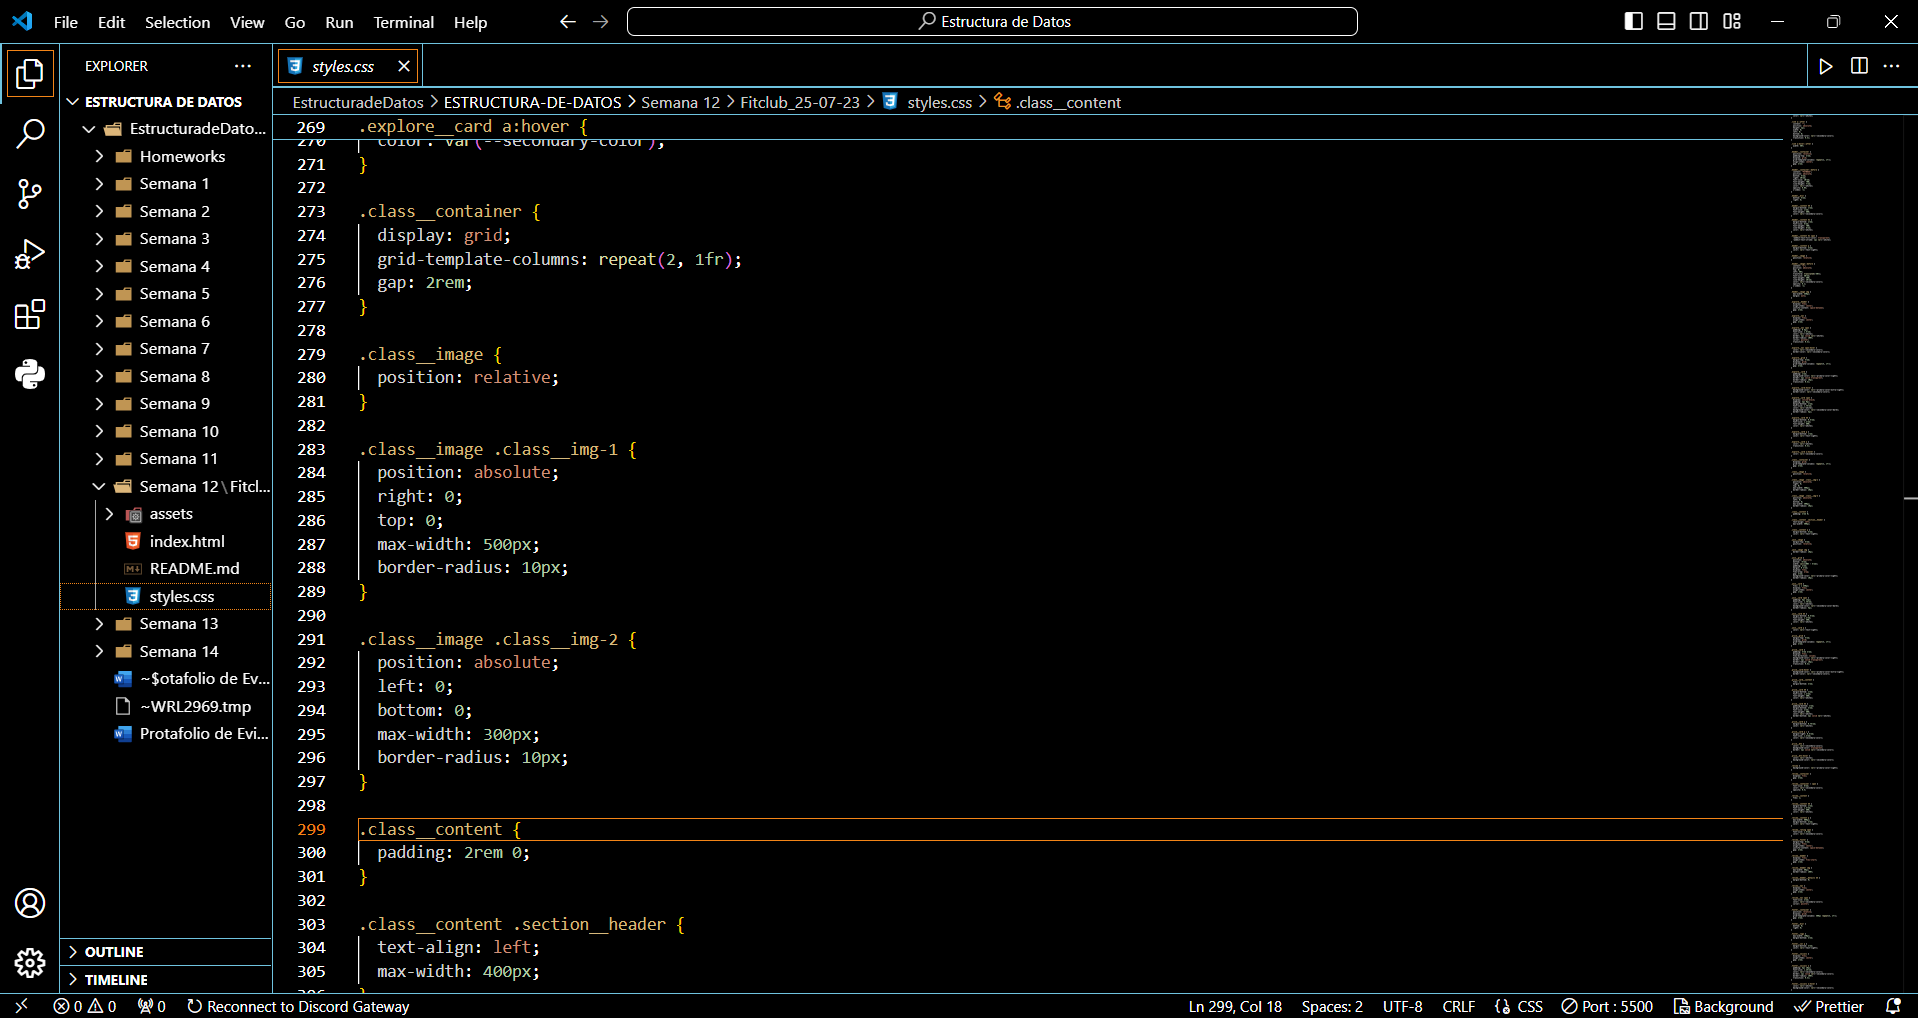 File Edit Selection View Go Run Terminal Help
Estructura de Datos
EXPLORER
styles.css
ESTRUCTURA DE DATOS
EstructuradeDato...
Homeworks
Semana 1
Semana 2
Semana 3
Semana 4
Semana 5
Semana 6
Semana 7
Semana 8
Semana 9
Semana 10
Semana 11
Semana 12\Fitcl...
assets
index.html
README.md
styles.css
Semana 13
Semana 14
~$otafolio de Ev...
~WRL2969.tmp
Protafolio de Evi...
OUTLINE
TIMELINE
EstructuradeDatos > ESTRUCTURA-DE-DATOS > Semana 12 > Fitclub_25-07-23 > styles.css > .class__content
269 .explore__card a:hover {
270 color: var(--secondary-color);
271 }
272
273 .class__container {
274 display: grid;
275 grid-template-columns: repeat(2, 1fr);
276 gap: 2rem;
277 }
278
279 .class__image {
280 position: relative;
281 }
282
283 .class__image .class__img-1 {
284 position: absolute;
285 right: 0;
286 top: 0;
287 max-width: 500px;
288 border-radius: 10px;
289 }
290
291 .class__image .class__img-2 {
292 position: absolute;
293 left: 0;
294 bottom: 0;
295 max-width: 300px;
296 border-radius: 10px;
297 }
298
299 .class__content {
300 padding: 2rem 0;
301 }
302
303 .class__content .section__header {
304 text-align: left;
305 max-width: 400px;
0 0 0 Reconnect to Discord Gateway
Ln 299, Col 18 Spaces: 2 UTF-8 CRLF {} CSS Port : 5500 Background Prettier